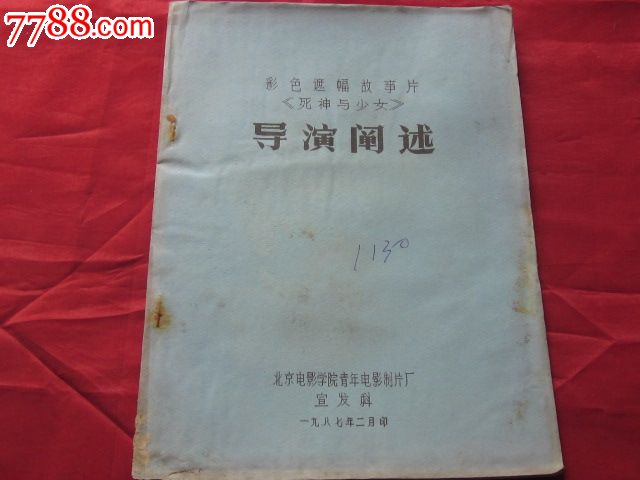 7788.com
彩色遮幅故事片
《死神与少女》
导演阐述
1130
北京电影学院青年电影制片厂
宣发科
一九八七年二月印